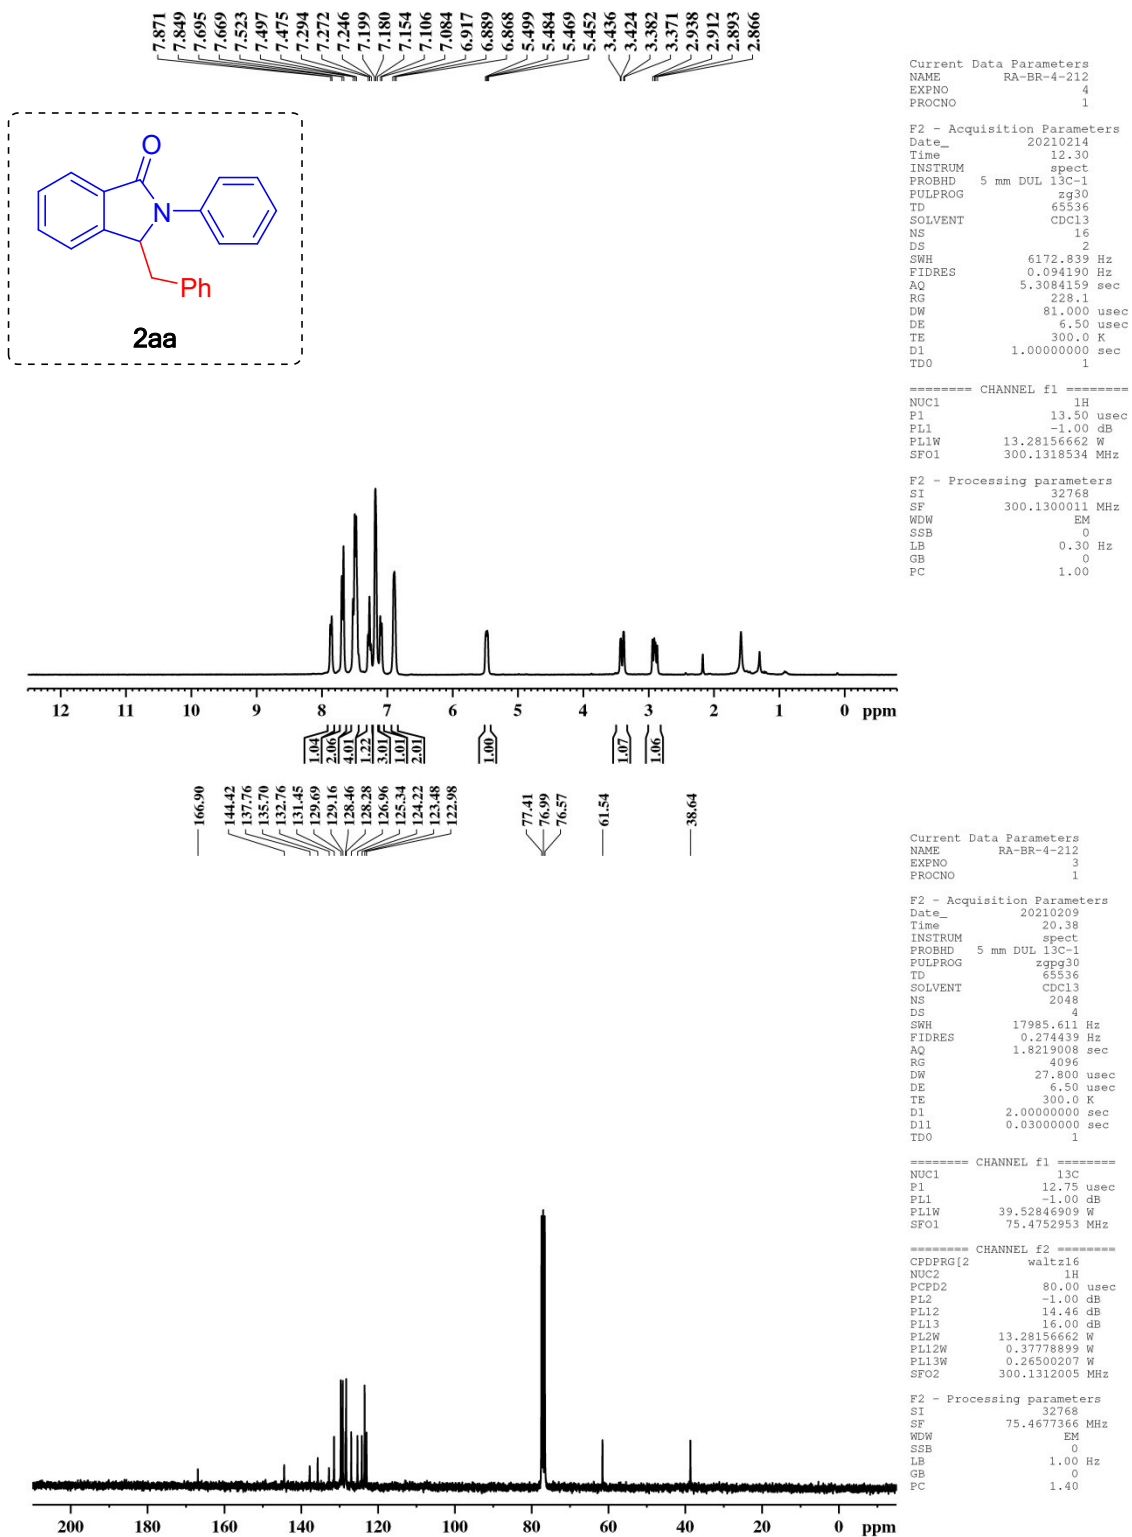 7.871
7.849
7.695
7.669
7.523
7.497
7.475
7.294
7.272
7.246
7.199
7.180
7.154
7.106
7.084
6.917
6.889
6.868
5.499
5.484
5.469
5.452
3.436
3.424
3.382
3.371
2.938
2.912
2.893
2.866
O
N
Ph
2aa
Current Data Parameters
NAME RA-BR-4-212
EXPNO 4
PROCNO 1
F2 - Acquisition Parameters
Date_ 20210214
Time 12.30
INSTRUM spect
PROBHD 5 mm DUL 13C-1
PULPROG zg30
TD 65536
SOLVENT CDCl3
NS 16
DS 2
SWH 6172.839 Hz
FIDRES 0.094190 Hz
AQ 5.3084159 sec
RG 228.1
DW 81.000 usec
DE 6.50 usec
TE 300.0 K
D1 1.00000000 sec
TD0 1
======== CHANNEL f1 ========
NUC1 1H
P1 13.50 usec
PL1 -1.00 dB
PL1W 13.28156662 W
SFO1 300.1318534 MHz
F2 - Processing parameters
SI 32768
SF 300.1300011 MHz
WDW EM
SSB 0
LB 0.30 Hz
GB 0
PC 1.00
12 11 10 9 8 7 6 5 4 3 2 1 0 ppm
1.04
2.06
4.01
1.22
3.01
1.01
2.01
1.00
1.07
1.06
166.90
144.42
137.76
135.70
132.76
131.45
129.69
129.16
128.46
128.28
126.96
125.34
124.22
123.48
122.98
77.41
76.99
76.57
61.54
38.64
Current Data Parameters
NAME RA-BR-4-212
EXPNO 3
PROCNO 1
F2 - Acquisition Parameters
Date_ 20210209
Time 20.38
INSTRUM spect
PROBHD 5 mm DUL 13C-1
PULPROG zgpg30
TD 65536
SOLVENT CDCl3
NS 2048
DS 4
SWH 17985.611 Hz
FIDRES 0.274439 Hz
AQ 1.8219008 sec
RG 4096
DW 27.800 usec
DE 6.50 usec
TE 300.0 K
D1 2.00000000 sec
D11 0.03000000 sec
TD0 1
======== CHANNEL f1 ========
NUC1 13C
P1 12.75 usec
PL1 -1.00 dB
PL1W 39.52846909 W
SFO1 75.4752953 MHz
======== CHANNEL f2 ========
CPDPRG[2 waltz16
NUC2 1H
PCPD2 80.00 usec
PL2 -1.00 dB
PL12 14.46 dB
PL13 16.00 dB
PL2W 13.28156662 W
PL12W 0.37778899 W
PL13W 0.26500207 W
SFO2 300.1312005 MHz
F2 - Processing parameters
SI 32768
SF 75.4677366 MHz
WDW EM
SSB 0
LB 1.00 Hz
GB 0
PC 1.40
200 180 160 140 120 100 80 60 40 20 0 ppm